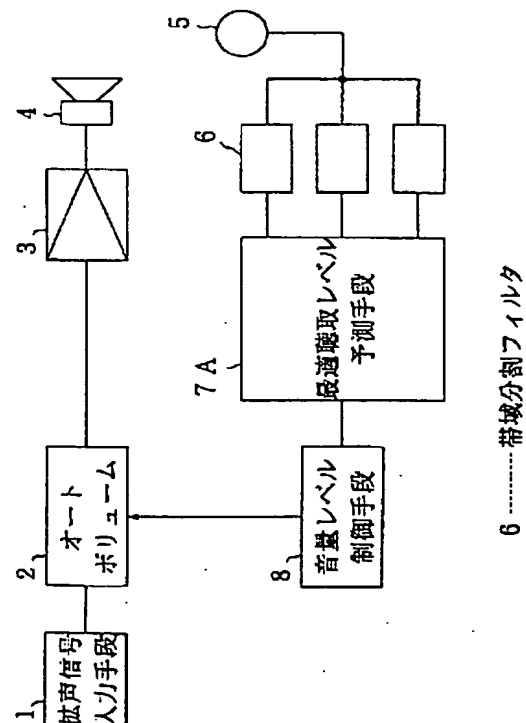 1
拡声信号
入力手段
2
オート
ボリューム
3
4
5
6
7A
最適聴取レベル
予測手段
8
音量レベル
制御手段
6 ---------- 帯域分割フィルタ